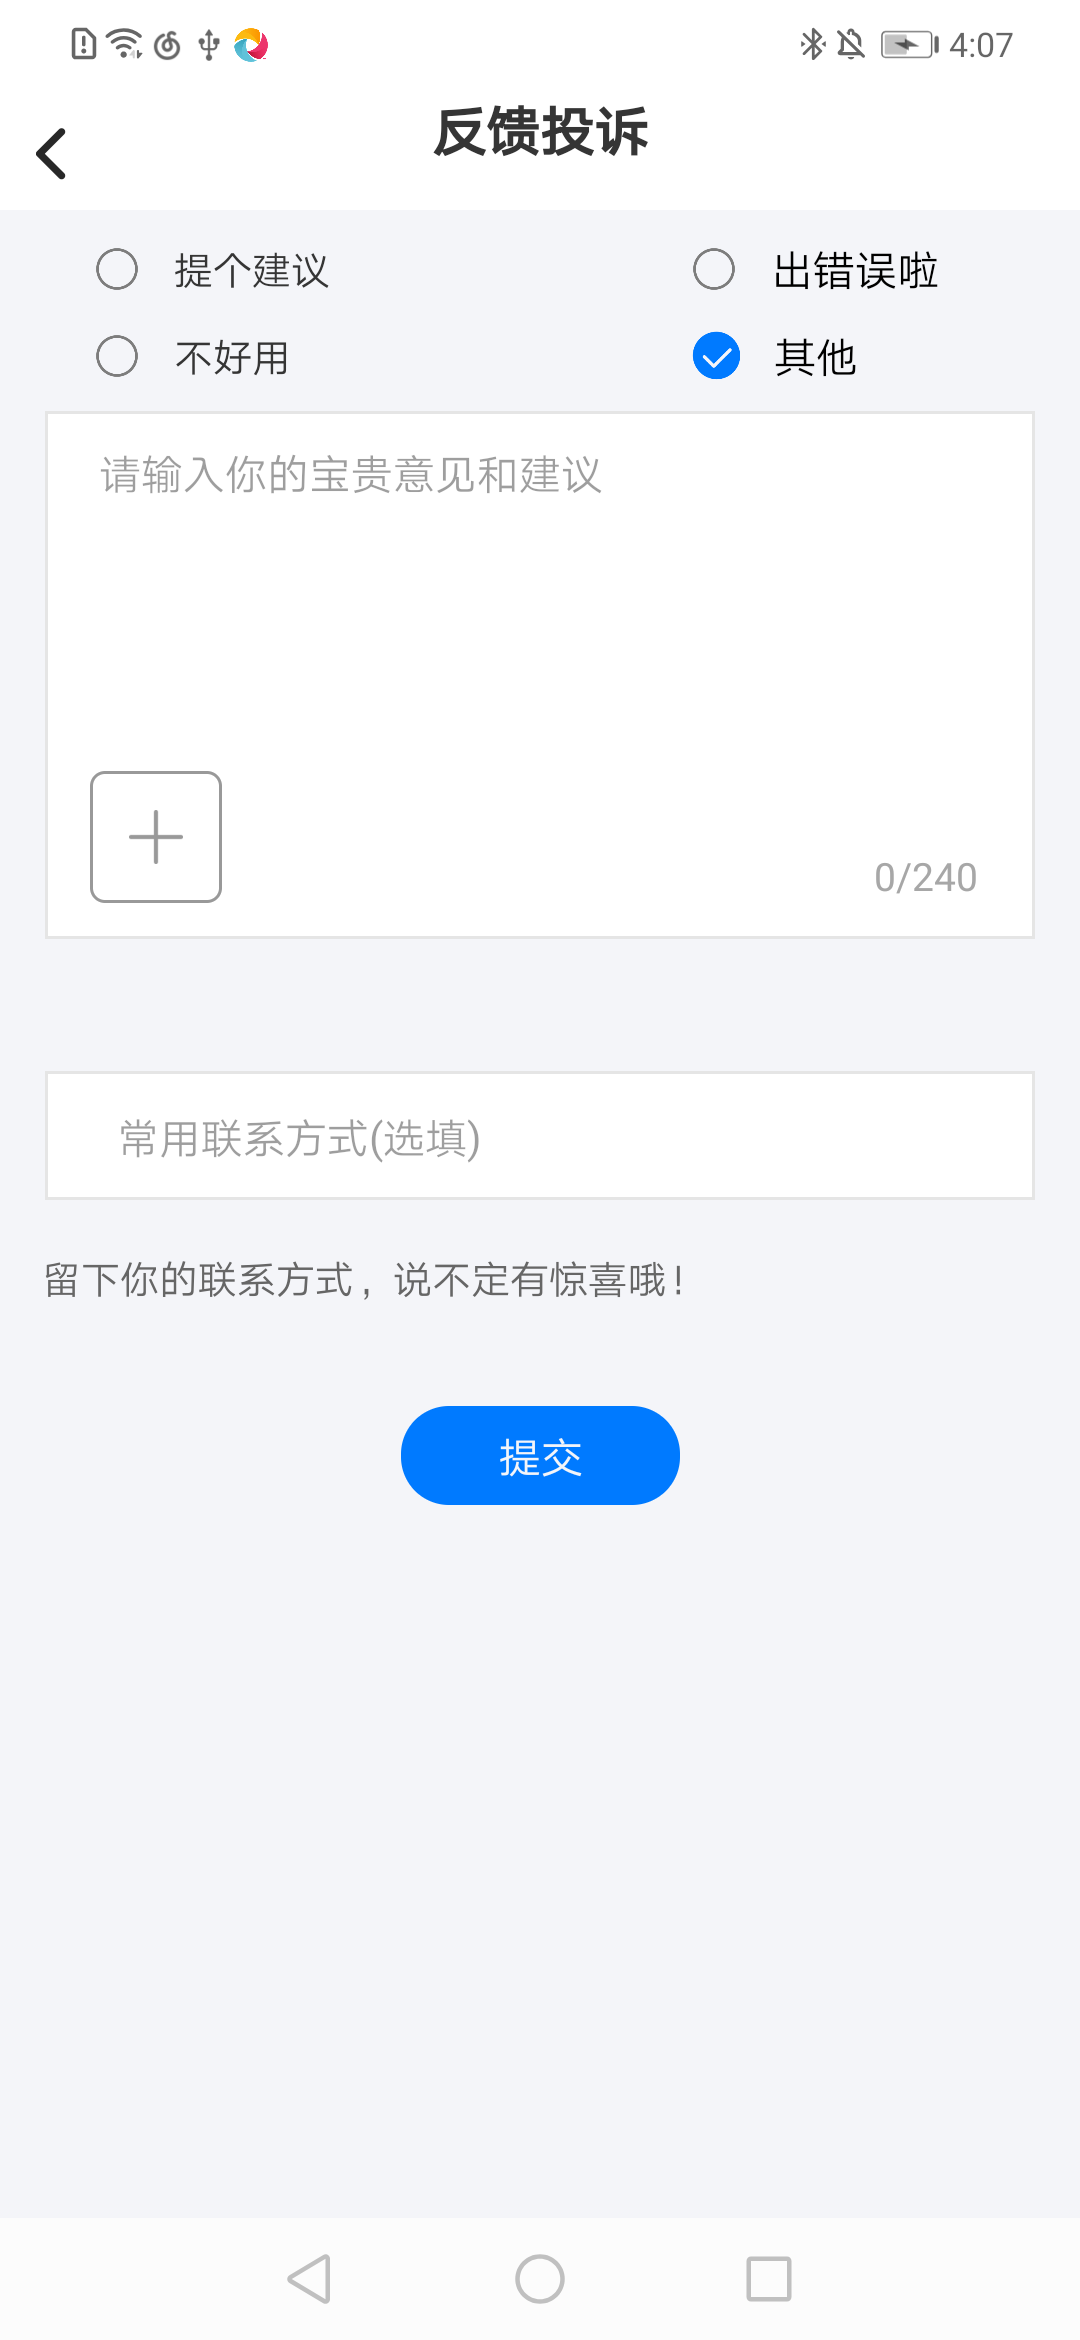 4:07
反馈投诉
提个建议 出错误啦
不好用 其他
请输入你的宝贵意见和建议
0/240
常用联系方式(选填)
留下你的联系方式，说不定有惊喜哦！
提交